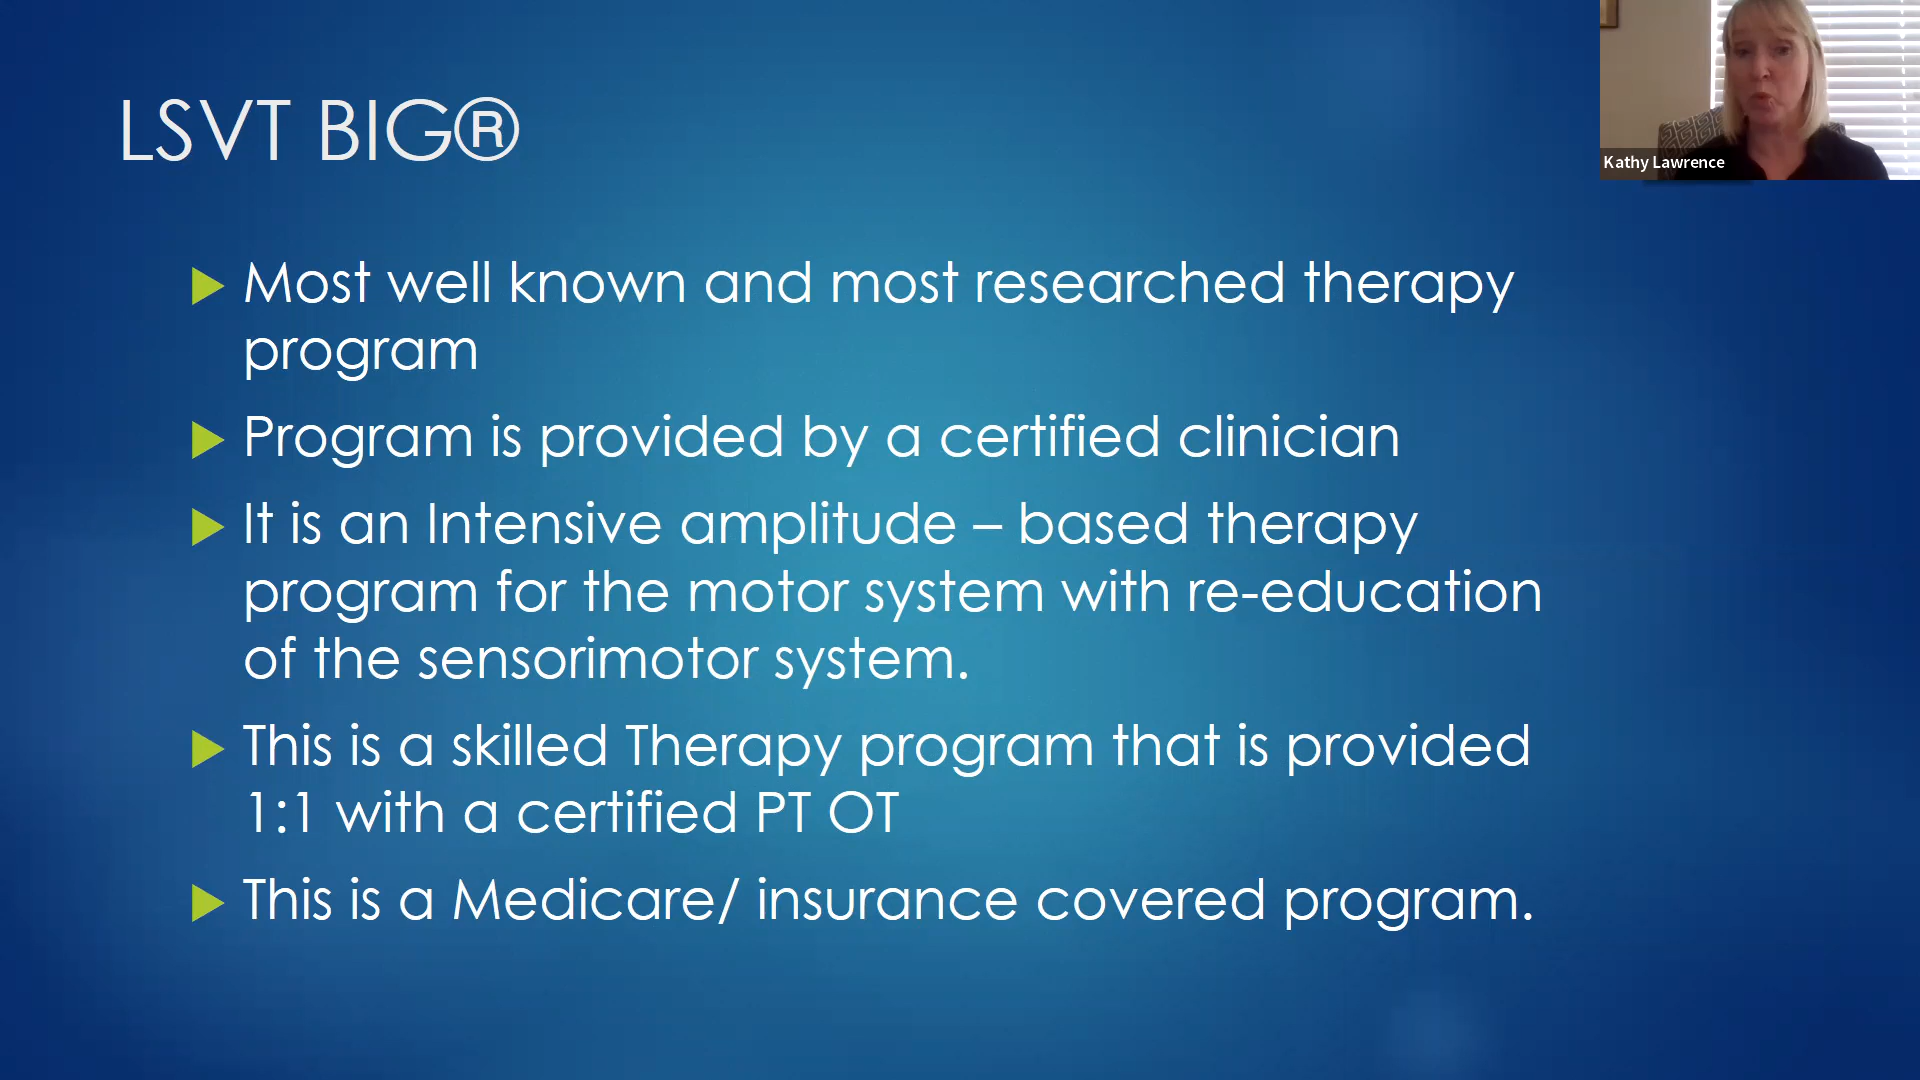 LSVT BIG®
Kathy Lawrence
Most well known and most researched therapy
program
Program is provided by a certified clinician
It is an Intensive amplitude – based therapy
program for the motor system with re-education
of the sensorimotor system.
This is a skilled Therapy program that is provided
1:1 with a certified PT OT
This is a Medicare/ insurance covered program.